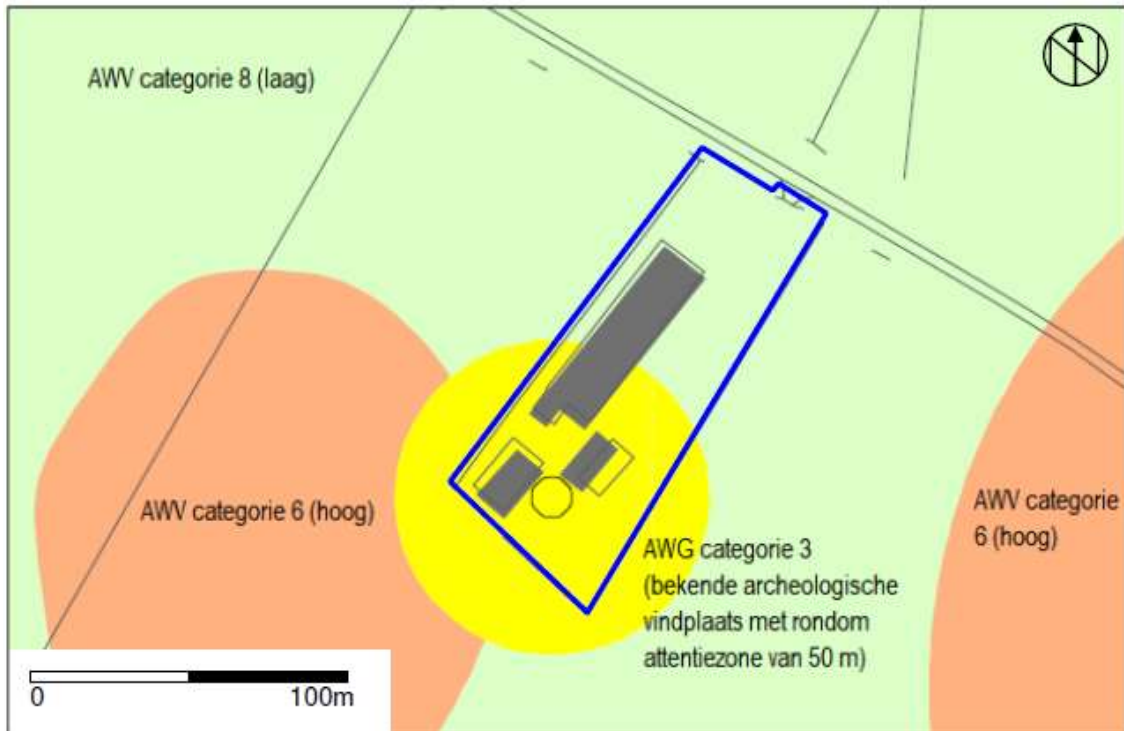 AWV categorie 8 (laag)
AWV categorie 6 (hoog)
AWV categorie
6 (hoog)
AWG categorie 3
(bekende archeologische
vindplaats met rondom
attentiezone van 50 m)
0
100m